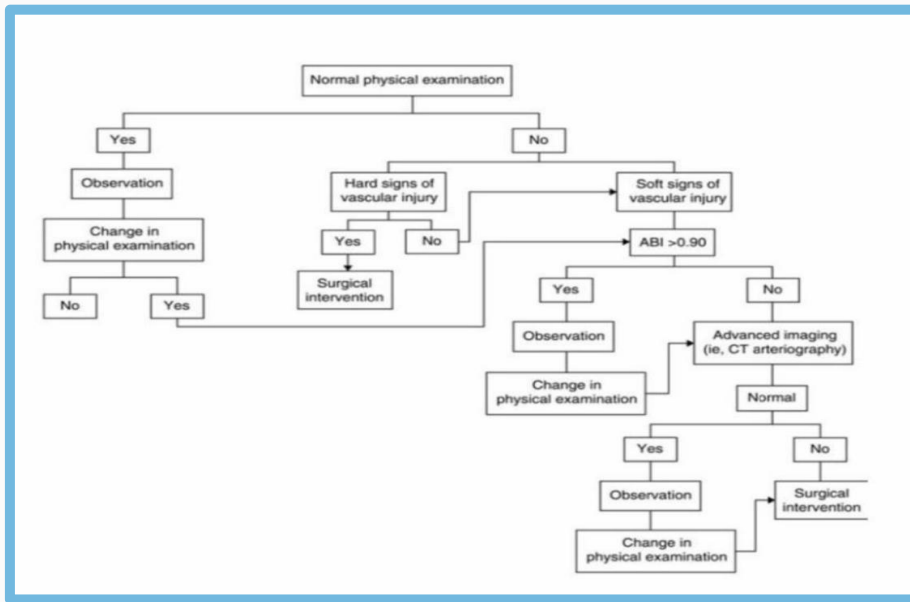 Normal physical examination
Yes
No
Observation
Hard signs of
vascular injury
Soft signs of
vascular injury
Change in
physical examination
Yes
No
ABI >0.90
Surgical
intervention
No
Yes
Yes
No
Observation
Advanced imaging
(ie, CT arteriography)
Change in
physical examination
Normal
Yes
No
Observation
Surgical
intervention
Change in
physical examination